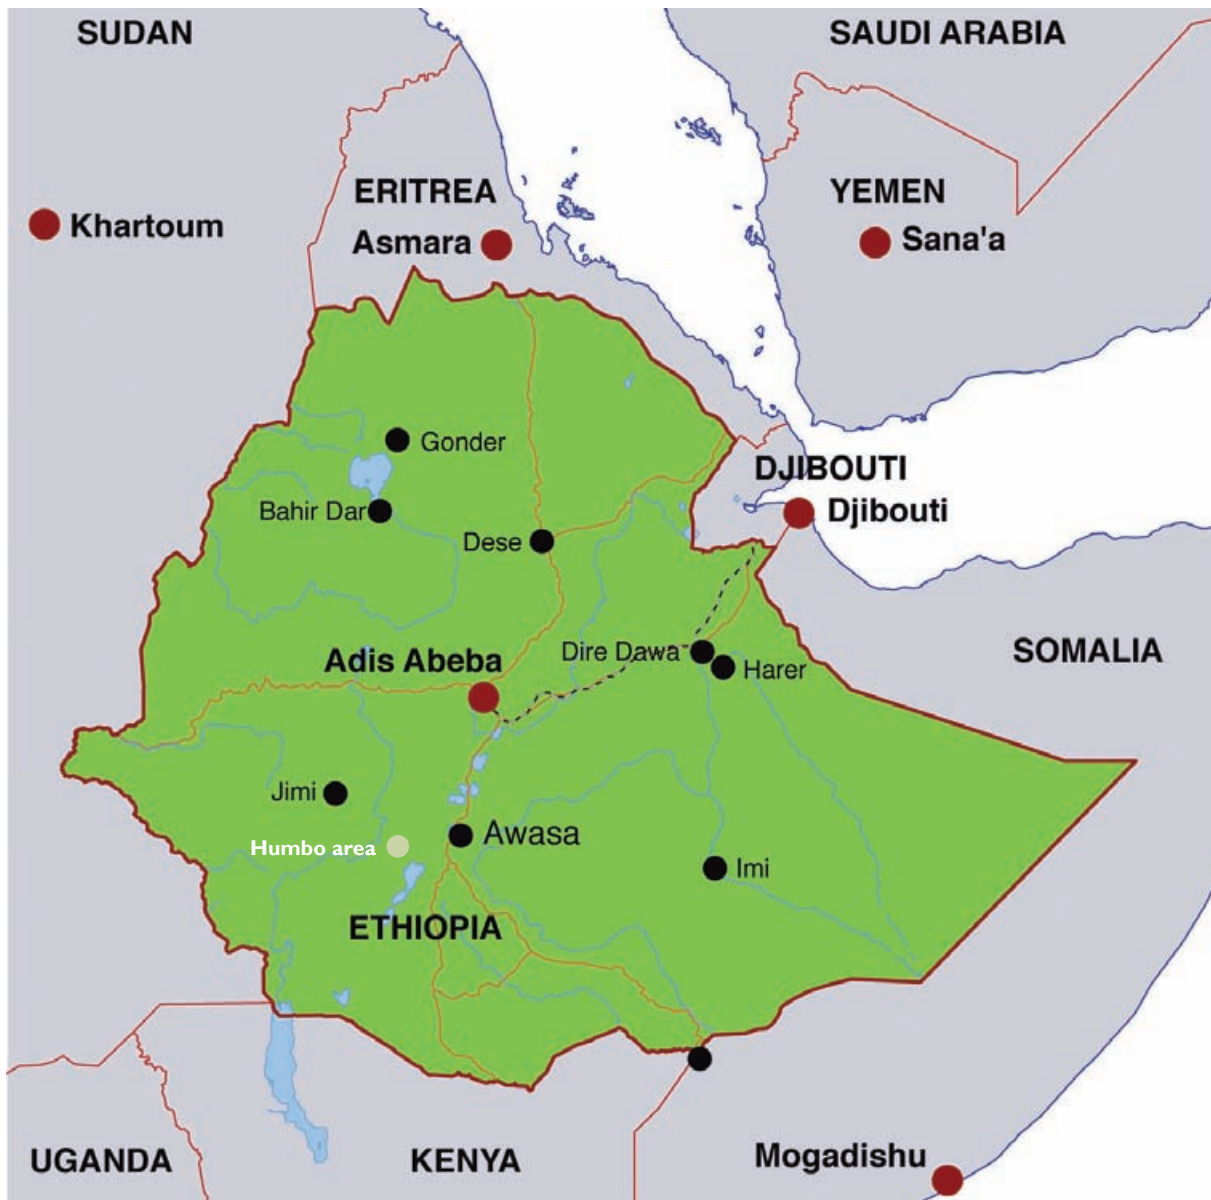 SUDAN
SAUDI ARABIA
ERITREA
YEMEN
Khartoum
Asmara
Sana'a
Gonder
DJIBOUTI
Bahir Dar
Djibouti
Dese
Dire Dawa
SOMALIA
Adis Abeba
Harer
Jimi
Awasa
Humbo area
Imi
ETHIOPIA
UGANDA
KENYA
Mogadishu